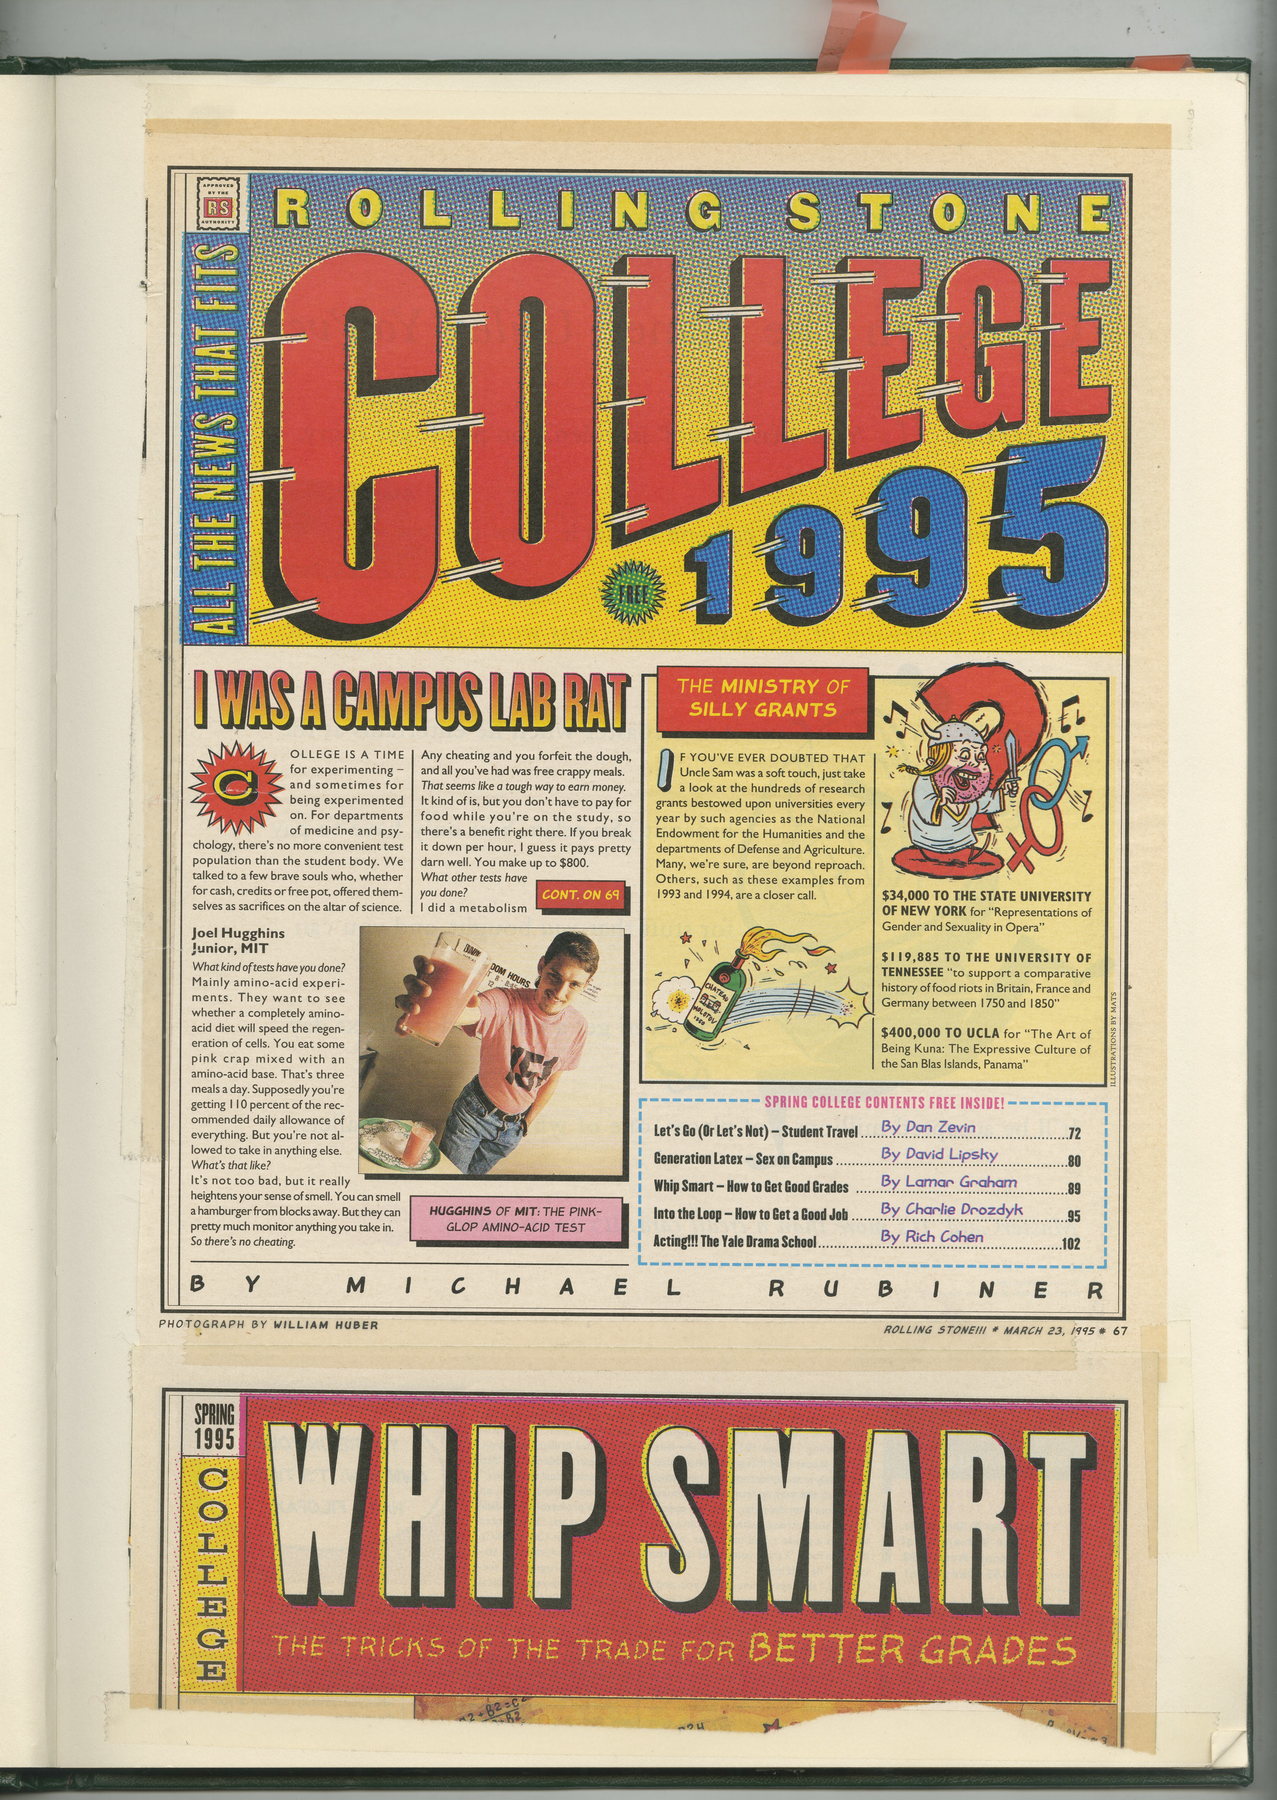 APPROVED
BY THE
RS
AUTHORITY
ALL THE NEWS THAT FITS
ROLLING STONE
COLLEGE
FREE
1995
I WAS A CAMPUS LAB RAT
COLLEGE IS A TIME
for experimenting –
and sometimes for
being experimented
on. For departments
of medicine and psy-
chology, there's no more convenient test
population than the student body. We
talked to a few brave souls who, whether
for cash, credits or free pot, offered them-
selves as sacrifices on the altar of science.
Joel Hugghins
Junior, MIT
What kind of tests have you done?
Mainly amino-acid experi-
ments. They want to see
whether a completely amino-
acid diet will speed the regen-
eration of cells. You eat some
pink crap mixed with an
amino-acid base. That's three
meals a day. Supposedly you're
getting 110 percent of the rec-
ommended daily allowance of
everything. But you're not al-
lowed to take in anything else.
What's that like?
It's not too bad, but it really
heightens your sense of smell. You can smell
a hamburger from blocks away. But they can
pretty much monitor anything you take in.
So there's no cheating.
Any cheating and you forfeit the dough,
and all you've had was free crappy meals.
That seems like a tough way to earn money.
It kind of is, but you don't have to pay for
food while you're on the study, so
there's a benefit right there. If you break
it down per hour, I guess it pays pretty
darn well. You make up to $800.
What other tests have
you done?
I did a metabolism
CONT. ON 69
HOURS
151
HUGGHINS OF MIT: THE PINK-
GLOP AMINO-ACID TEST
THE MINISTRY OF
SILLY GRANTS
IF YOU'VE EVER DOUBTED THAT
Uncle Sam was a soft touch, just take
a look at the hundreds of research
grants bestowed upon universities every
year by such agencies as the National
Endowment for the Humanities and the
departments of Defense and Agriculture.
Many, we're sure, are beyond reproach.
Others, such as these examples from
1993 and 1994, are a closer call.
CHATEAU
MOLOTOV
$34,000 TO THE STATE UNIVERSITY
OF NEW YORK for "Representations of
Gender and Sexuality in Opera"
$119,885 TO THE UNIVERSITY OF
TENNESSEE "to support a comparative
history of food riots in Britain, France and
Germany between 1750 and 1850"
$400,000 TO UCLA for "The Art of
Being Kuna: The Expressive Culture of
the San Blas Islands, Panama"
ILLUSTRATIONS BY MATS
SPRING COLLEGE CONTENTS FREE INSIDE!
Let's Go (Or Let's Not) – Student Travel ..... By Dan Zevin ..... 72
Generation Latex – Sex on Campus ..... By David Lipsky ..... 80
Whip Smart – How to Get Good Grades ..... By Lamar Graham ..... 89
Into the Loop – How to Get a Good Job ..... By Charlie Drozdyk ..... 95
Acting!!! The Yale Drama School ..... By Rich Cohen ..... 102
BY MICHAEL RUBINER
PHOTOGRAPH BY WILLIAM HUBER
ROLLING STONE!!! * MARCH 23, 1995 * 67
SPRING
1995
COLLEGE
WHIP SMART
THE TRICKS OF THE TRADE FOR BETTER GRADES